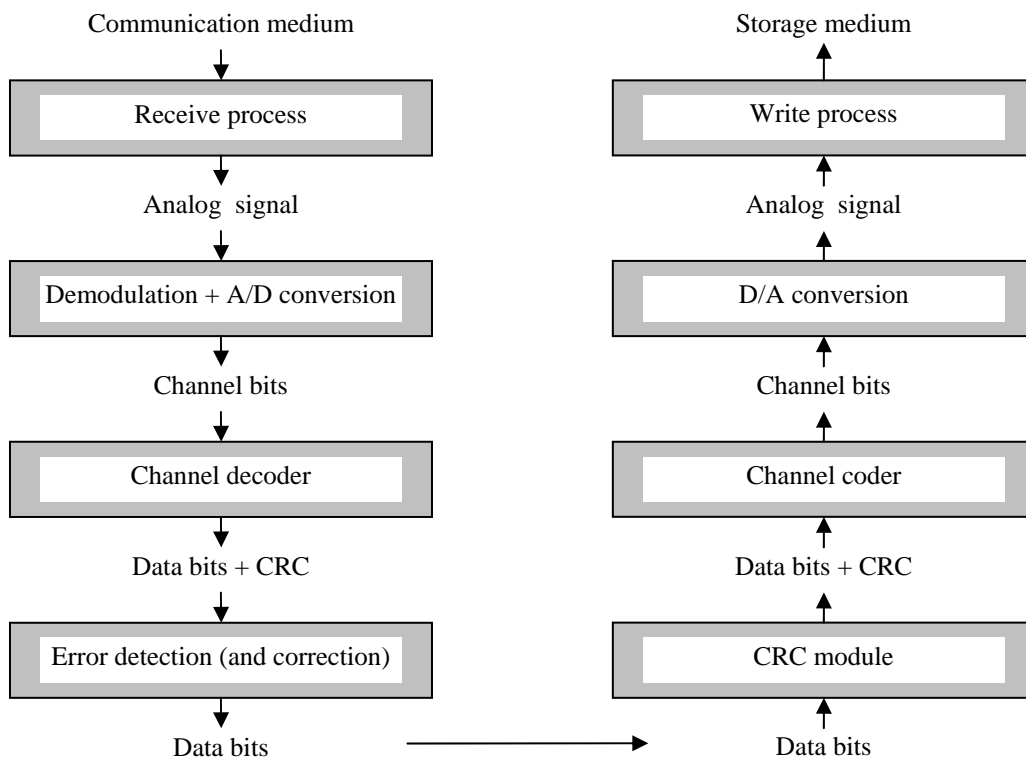 Communication medium
Receive process
Analog signal
Demodulation + A/D conversion
Channel bits
Channel decoder
Data bits + CRC
Error detection (and correction)
Data bits
Storage medium
Write process
Analog signal
D/A conversion
Channel bits
Channel coder
Data bits + CRC
CRC module
Data bits